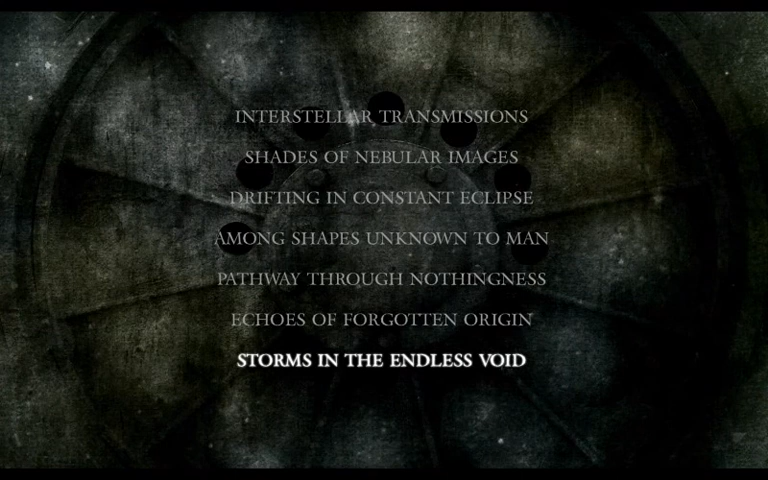 INTERSTELLAR TRANSMISSIONS
SHADES OF NEBULAR IMAGES
DRIFTING IN CONSTANT ECLIPSE
AMONG SHAPES UNKNOWN TO MAN
PATHWAY THROUGH NOTHINGNESS
ECHOES OF FORGOTTEN ORIGIN
STORMS IN THE ENDLESS VOID